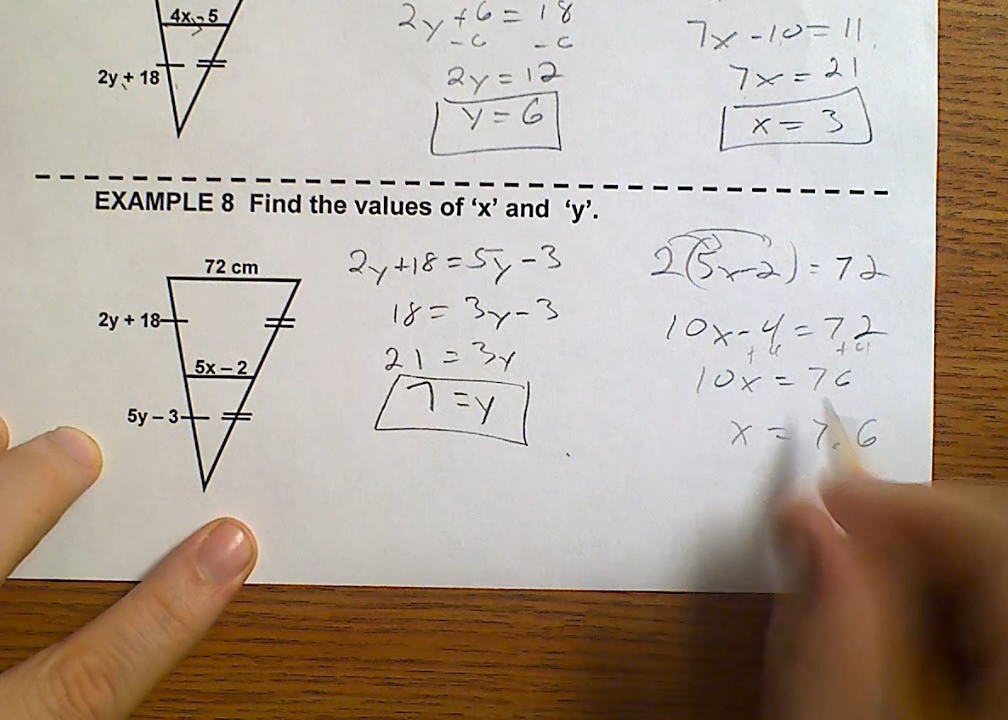 4x - 5
2y + 18
2y + 6 = 18
-6 -6
2y = 12
y = 6
7x - 10 = 11
7x = 21
x = 3
EXAMPLE 8 Find the values of ‘x’ and ‘y’.
72 cm
2y + 18
5x – 2
5y – 3
2y + 18 = 5y - 3
18 = 3y - 3
21 = 3y
7 = y
2(5x - 2) = 72
10x - 4 = 72
+4 +4
10x = 76
x = 7.6